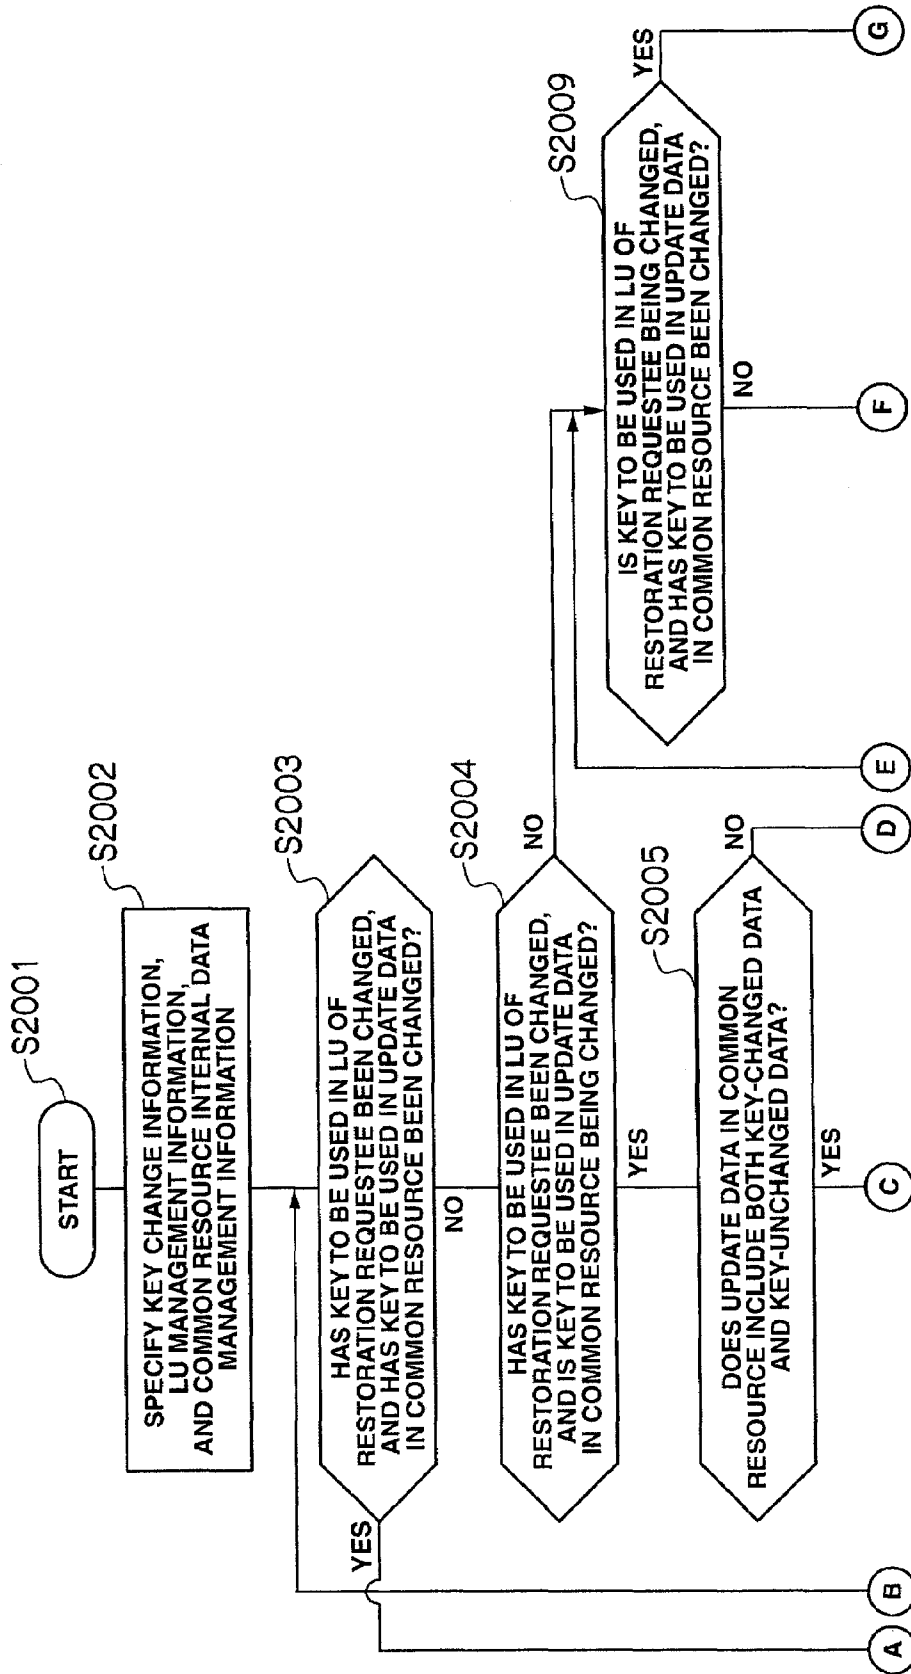 START
S2001
SPECIFY KEY CHANGE INFORMATION,
LU MANAGEMENT INFORMATION,
AND COMMON RESOURCE INTERNAL DATA
MANAGEMENT INFORMATION
S2002
HAS KEY TO BE USED IN LU OF
RESTORATION REQUESTEE BEEN CHANGED,
AND HAS KEY TO BE USED IN UPDATE DATA
IN COMMON RESOURCE BEEN CHANGED?
S2003
YES
NO
HAS KEY TO BE USED IN LU OF
RESTORATION REQUESTEE BEEN CHANGED,
AND IS KEY TO BE USED IN UPDATE DATA
IN COMMON RESOURCE BEING CHANGED?
S2004
NO
YES
DOES UPDATE DATA IN COMMON
RESOURCE INCLUDE BOTH KEY-CHANGED DATA
AND KEY-UNCHANGED DATA?
S2005
NO
YES
IS KEY TO BE USED IN LU OF
RESTORATION REQUESTEE BEING CHANGED,
AND HAS KEY TO BE USED IN UPDATE DATA
IN COMMON RESOURCE BEEN CHANGED?
S2009
YES
NO
A
B
C
D
E
F
G